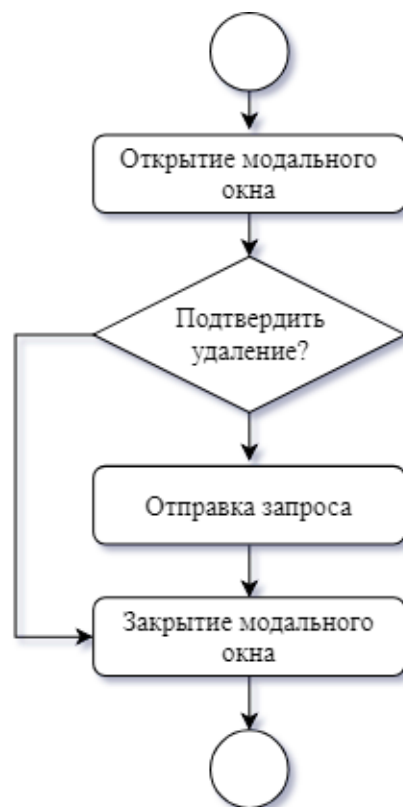 Открытие модального
окна
Подтвердить
удаление?
Отправка запроса
Закрытие модального
окна